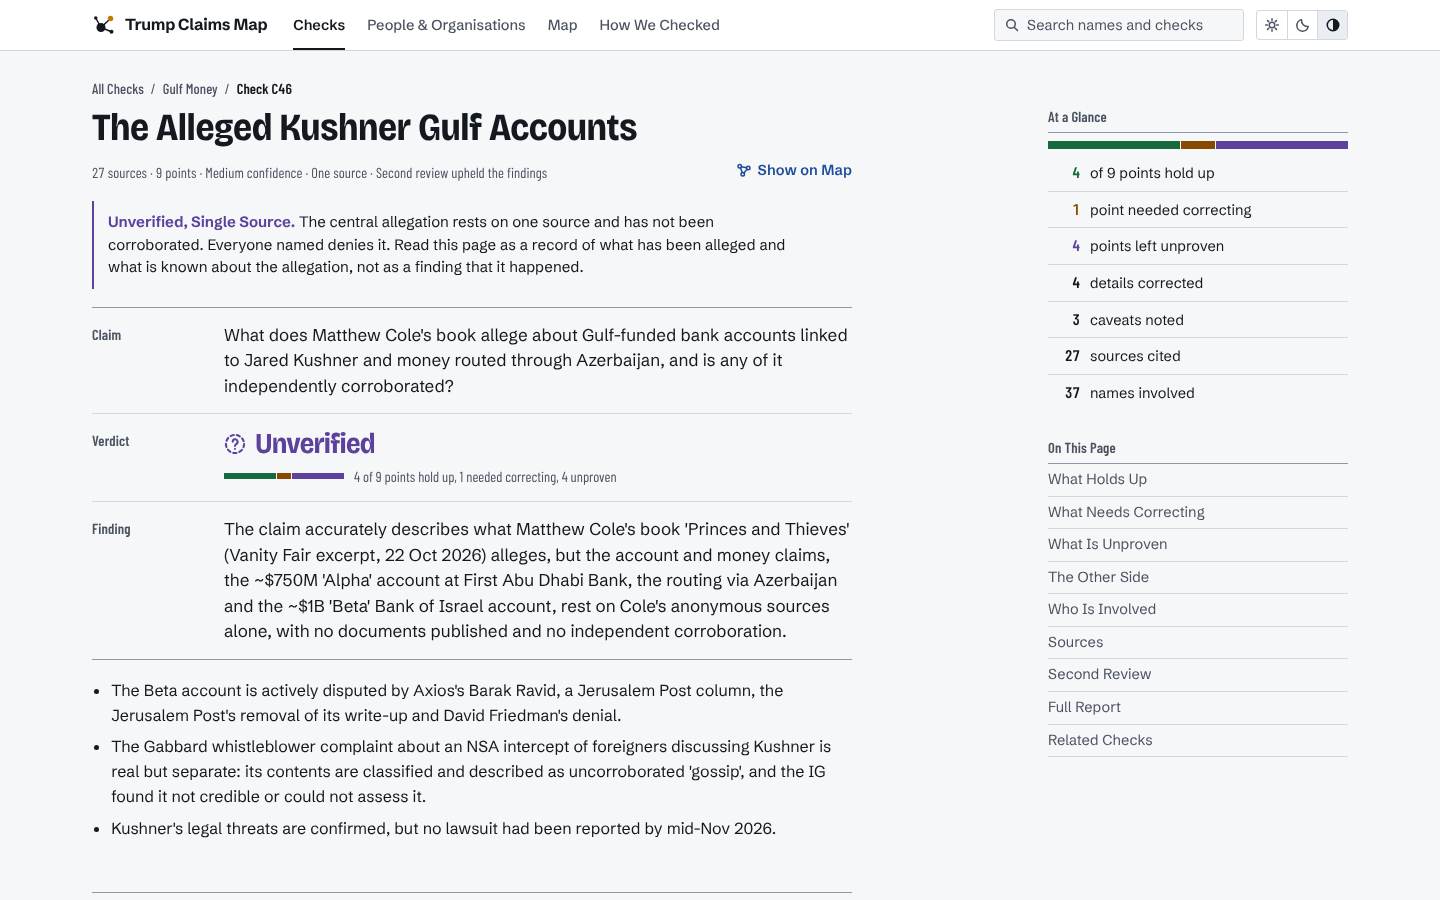 Trump Claims Map
Checks
People & Organisations
Map
How We Checked
Search names and checks
All Checks / Gulf Money / Check C46
The Alleged Kushner Gulf Accounts
27 sources · 9 points · Medium confidence · One source · Second review upheld the findings
Show on Map
Unverified, Single Source. The central allegation rests on one source and has not been
corroborated. Everyone named denies it. Read this page as a record of what has been alleged and
what is known about the allegation, not as a finding that it happened.
Claim
What does Matthew Cole's book allege about Gulf-funded bank accounts linked
to Jared Kushner and money routed through Azerbaijan, and is any of it
independently corroborated?
Verdict
Unverified
4 of 9 points hold up, 1 needed correcting, 4 unproven
Finding
The claim accurately describes what Matthew Cole's book 'Princes and Thieves'
(Vanity Fair excerpt, 22 Oct 2026) alleges, but the account and money claims,
the ~$750M 'Alpha' account at First Abu Dhabi Bank, the routing via Azerbaijan
and the ~$1B 'Beta' Bank of Israel account, rest on Cole's anonymous sources
alone, with no documents published and no independent corroboration.
• The Beta account is actively disputed by Axios's Barak Ravid, a Jerusalem Post column, the
Jerusalem Post's removal of its write-up and David Friedman's denial.
• The Gabbard whistleblower complaint about an NSA intercept of foreigners discussing Kushner is
real but separate: its contents are classified and described as uncorroborated 'gossip', and the IG
found it not credible or could not assess it.
• Kushner's legal threats are confirmed, but no lawsuit had been reported by mid-Nov 2026.
At a Glance
4 of 9 points hold up
1 point needed correcting
4 points left unproven
4 details corrected
3 caveats noted
27 sources cited
37 names involved
On This Page
What Holds Up
What Needs Correcting
What Is Unproven
The Other Side
Who Is Involved
Sources
Second Review
Full Report
Related Checks